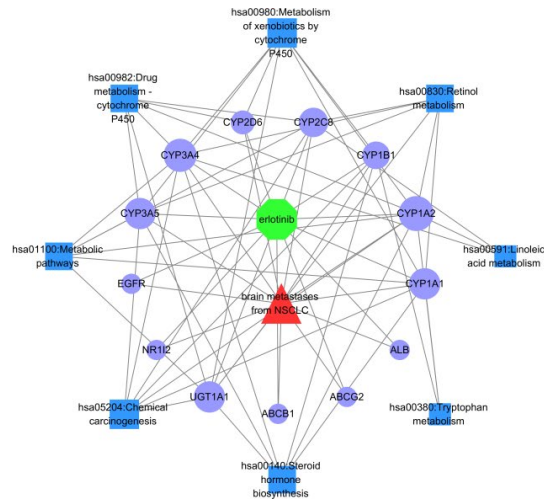 hsa00980:Metabolism
of xenobiotics by
cytochrome
P450
hsa00982:Drug
metabolism -
cytochrome
P450
hsa00830:Retinol
metabolism
CYP2D6
CYP2C8
CYP3A4
CYP1B1
CYP3A5
erlotinib
CYP1A2
hsa01100:Metabolic
pathways
hsa00591:Linoleic
acid metabolism
EGFR
CYP1A1
brain metastases
from NSCLC
NR1I2
ALB
UGT1A1
ABCB1
ABCG2
hsa05204:Chemical
carcinogenesis
hsa00380:Tryptophan
metabolism
hsa00140:Steroid
hormone
biosynthesis